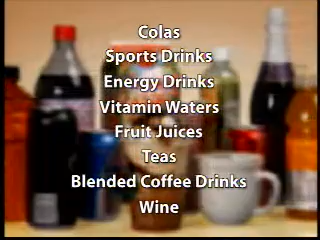 Colas
Sports Drinks
Energy Drinks
Vitamin Waters
Fruit Juices
Teas
Blended Coffee Drinks
Wine